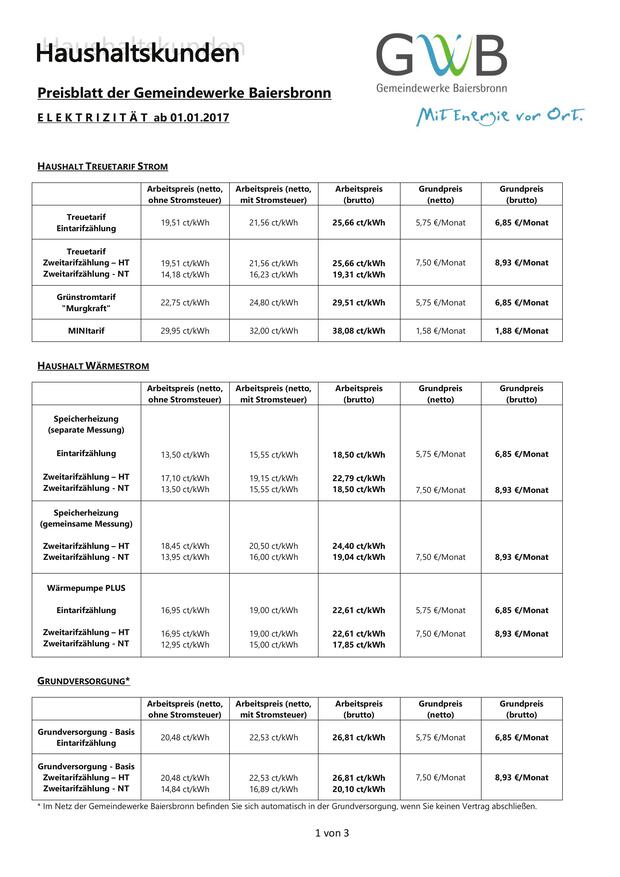 Haushaltskunden
GWB
Gemeindewerke Baiersbronn
Mit Energie vor Ort.
Preisblatt der Gemeindewerke Baiersbronn
ELEKTRIZITÄT ab 01.01.2017
HAUSHALT TREUETARIF STROM
Arbeitspreis (netto, Arbeitspreis (netto, Arbeitspreis Grundpreis Grundpreis
ohne Stromsteuer) mit Stromsteuer) (brutto) (netto) (brutto)
Treuetarif
Eintarifzählung 19,51 ct/kWh 21,56 ct/kWh 25,66 ct/kWh 5,75 €/Monat 6,85 €/Monat
Treuetarif
Zweitarifzählung – HT 19,51 ct/kWh 21,56 ct/kWh 25,66 ct/kWh 7,50 €/Monat 8,93 €/Monat
Zweitarifzählung - NT 14,18 ct/kWh 16,23 ct/kWh 19,31 ct/kWh
Grünstromtarif
"Murgkraft" 22,75 ct/kWh 24,80 ct/kWh 29,51 ct/kWh 5,75 €/Monat 6,85 €/Monat
MINItarif 29,95 ct/kWh 32,00 ct/kWh 38,08 ct/kWh 1,58 €/Monat 1,88 €/Monat
HAUSHALT WÄRMESTROM
Arbeitspreis (netto, Arbeitspreis (netto, Arbeitspreis Grundpreis Grundpreis
ohne Stromsteuer) mit Stromsteuer) (brutto) (netto) (brutto)
Speicherheizung
(separate Messung)
Eintarifzählung 13,50 ct/kWh 15,55 ct/kWh 18,50 ct/kWh 5,75 €/Monat 6,85 €/Monat
Zweitarifzählung – HT 17,10 ct/kWh 19,15 ct/kWh 22,79 ct/kWh
Zweitarifzählung - NT 13,50 ct/kWh 15,55 ct/kWh 18,50 ct/kWh 7,50 €/Monat 8,93 €/Monat
Speicherheizung
(gemeinsame Messung)
Zweitarifzählung – HT 18,45 ct/kWh 20,50 ct/kWh 24,40 ct/kWh
Zweitarifzählung - NT 13,95 ct/kWh 16,00 ct/kWh 19,04 ct/kWh 7,50 €/Monat 8,93 €/Monat
Wärmepumpe PLUS
Eintarifzählung 16,95 ct/kWh 19,00 ct/kWh 22,61 ct/kWh 5,75 €/Monat 6,85 €/Monat
Zweitarifzählung – HT 16,95 ct/kWh 19,00 ct/kWh 22,61 ct/kWh 7,50 €/Monat 8,93 €/Monat
Zweitarifzählung - NT 12,95 ct/kWh 15,00 ct/kWh 17,85 ct/kWh
GRUNDVERSORGUNG*
Arbeitspreis (netto, Arbeitspreis (netto, Arbeitspreis Grundpreis Grundpreis
ohne Stromsteuer) mit Stromsteuer) (brutto) (netto) (brutto)
Grundversorgung - Basis
Eintarifzählung 20,48 ct/kWh 22,53 ct/kWh 26,81 ct/kWh 5,75 €/Monat 6,85 €/Monat
Grundversorgung - Basis
Zweitarifzählung – HT 20,48 ct/kWh 22,53 ct/kWh 26,81 ct/kWh 7,50 €/Monat 8,93 €/Monat
Zweitarifzählung - NT 14,84 ct/kWh 16,89 ct/kWh 20,10 ct/kWh
* Im Netz der Gemeindewerke Baiersbronn befinden Sie sich automatisch in der Grundversorgung, wenn Sie keinen Vertrag abschließen.
1 von 3